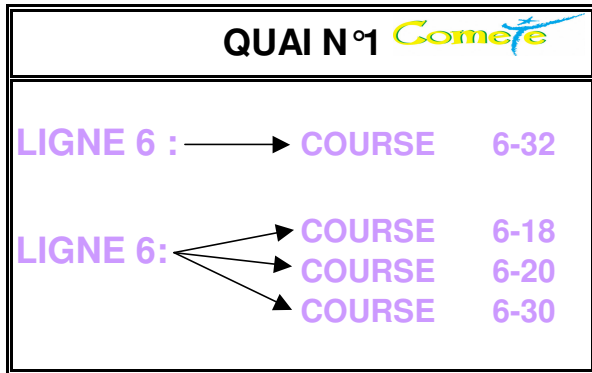 QUAI N°1 Comete
LIGNE 6 : COURSE 6-32
LIGNE 6: COURSE 6-18
COURSE 6-20
COURSE 6-30